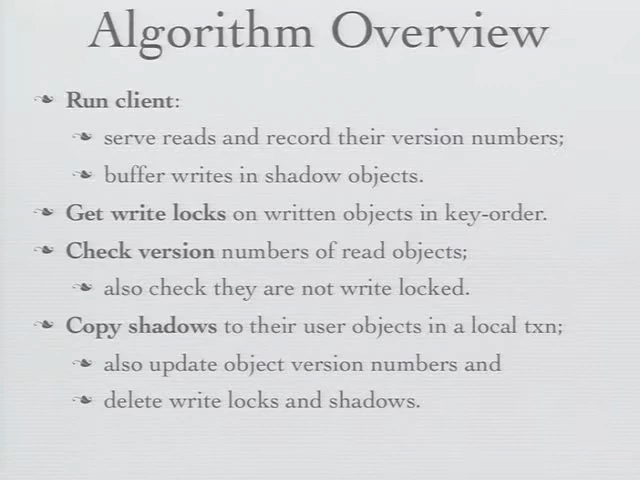 Algorithm Overview
Run client:
serve reads and record their version numbers;
buffer writes in shadow objects.
Get write locks on written objects in key-order.
Check version numbers of read objects;
also check they are not write locked.
Copy shadows to their user objects in a local txn;
also update object version numbers and
delete write locks and shadows.